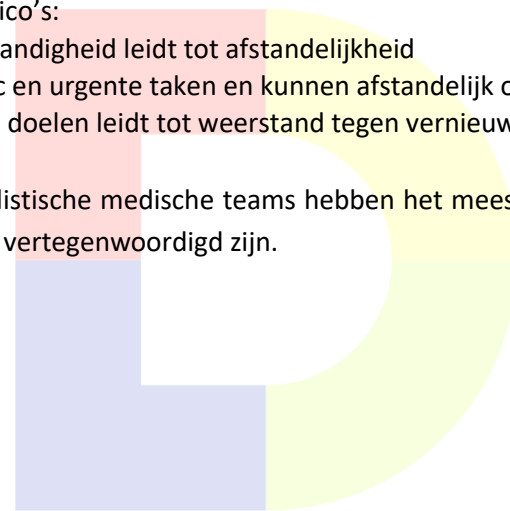 ico's:
andigheid leidt tot afstandelijkheid
c en urgente taken en kunnen afstandelijk o
doelen leidt tot weerstand tegen vernieuw
listische medische teams hebben het mees
vertegenwoordigd zijn.